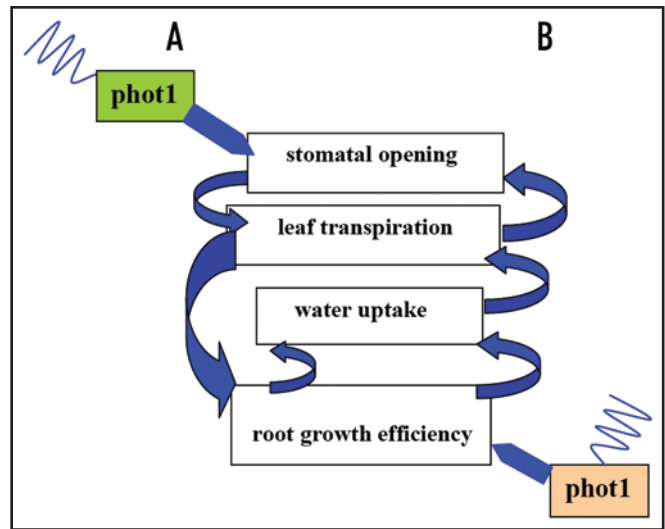 A B
phot1
stomatal opening
leaf transpiration
water uptake
root growth efficiency
phot1